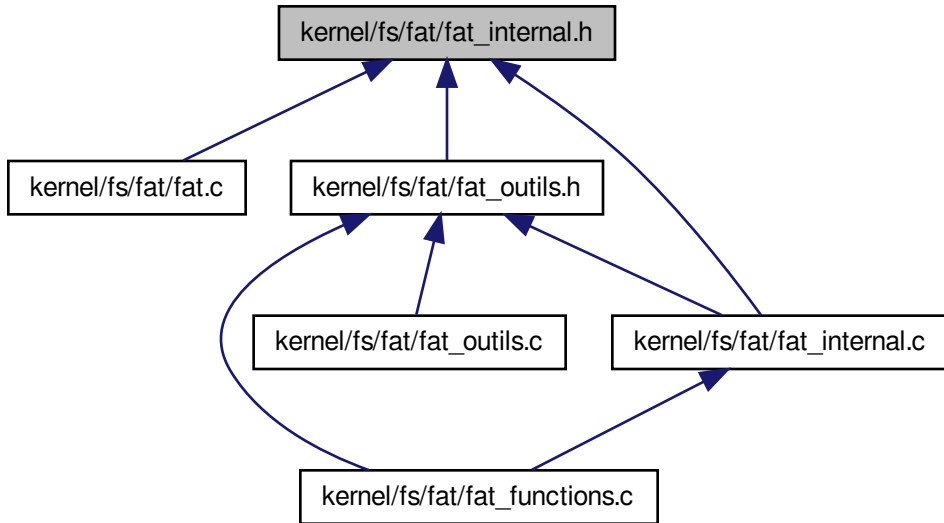 kernel/fs/fat/fat_internal.h
kernel/fs/fat/fat.c
kernel/fs/fat/fat_outils.h
kernel/fs/fat/fat_outils.c
kernel/fs/fat/fat_internal.c
kernel/fs/fat/fat_functions.c